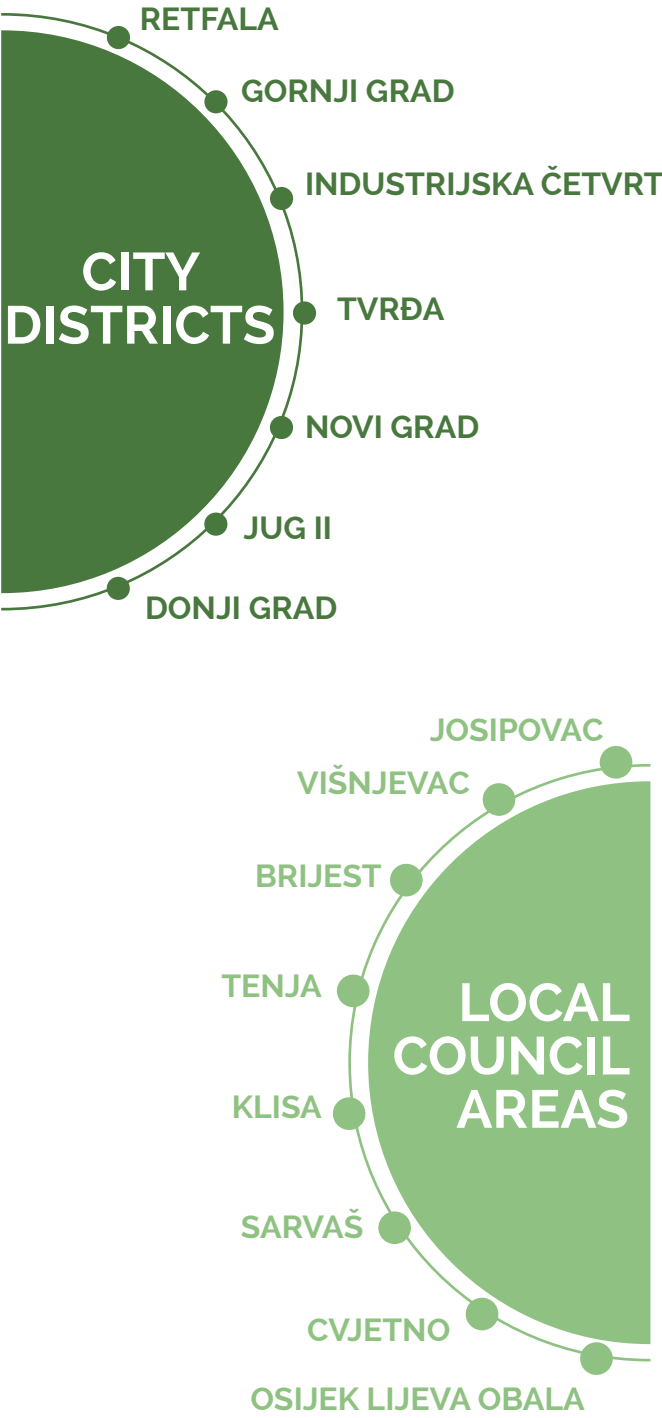 RETFALA
GORNJI GRAD
INDUSTRIJSKA ČETVRT
CITY
DISTRICTS
TVRĐA
NOVI GRAD
JUG II
DONJI GRAD
JOSIPOVAC
VIŠNJEVAC
BRIJEST
TENJA
LOCAL
COUNCIL
AREAS
KLISA
SARVAŠ
CVJETNO
OSIJEK LIJEVA OBALA